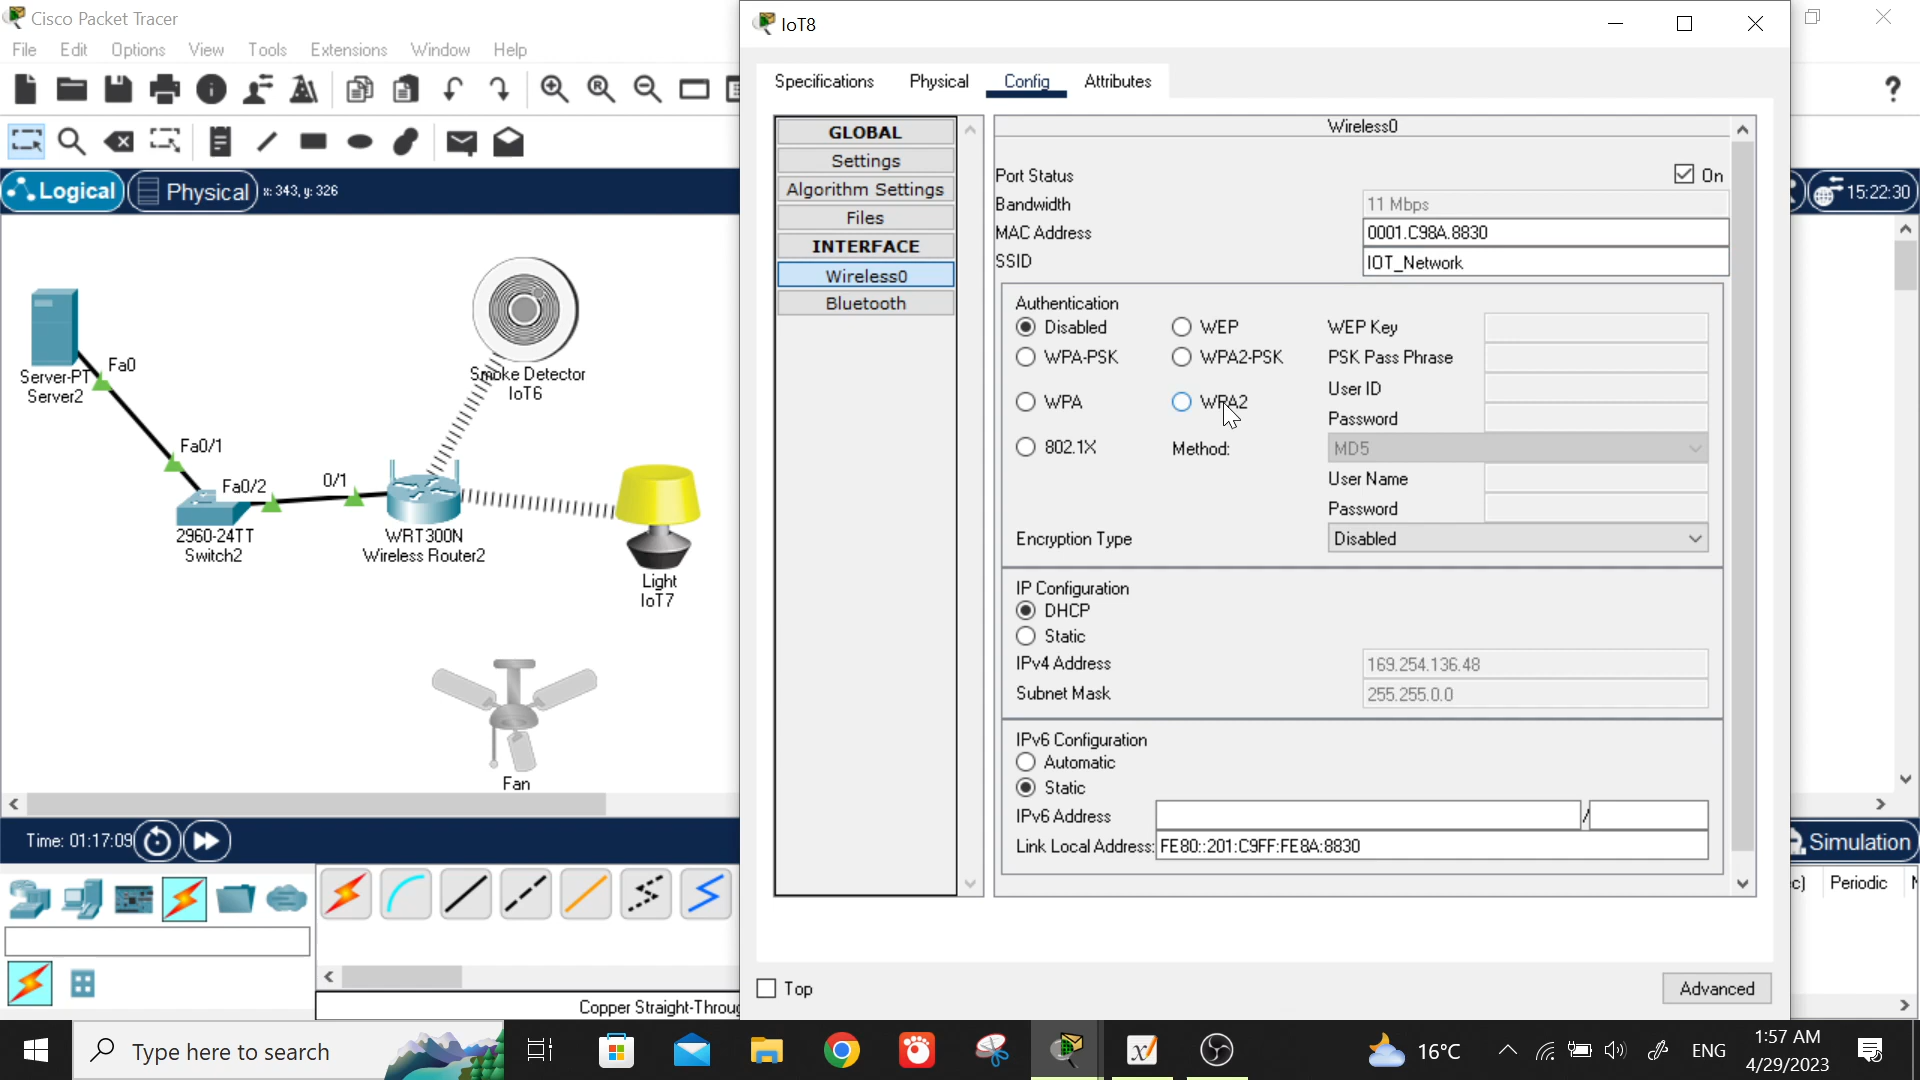 Cisco Packet Tracer
File Edit Options View Tools Extensions Window Help
Logical Physical x: 343, y: 326
Server-PT
Server2
Fa0
Fa0/1
Fa0/2
0/1
2960-24TT
Switch2
WRT300N
Wireless Router2
Smoke Detector
IoT6
Light
IoT7
Fan
Time: 01:17:09
Copper Straight-Throug
IoT8
Specifications Physical Config Attributes
GLOBAL
Settings
Algorithm Settings
Files
INTERFACE
Wireless0
Bluetooth
Wireless0
Port Status On
Bandwidth 11 Mbps
MAC Address 0001.C98A.8830
SSID IOT_Network
Authentication
Disabled WEP WEP Key
WPA-PSK WPA2-PSK PSK Pass Phrase
User ID
WPA WPA2
Password
802.1X Method: MD5
User Name
Password
Encryption Type Disabled
IP Configuration
DHCP
Static
IPv4 Address 169.254.136.48
Subnet Mask 255.255.0.0
IPv6 Configuration
Automatic
Static
IPv6 Address /
Link Local Address: FE80::201:C9FF:FE8A:8830
Top Advanced
?
15:22:30
Simulation
c) Periodic
Type here to search
16°C
ENG
1:57 AM
4/29/2023